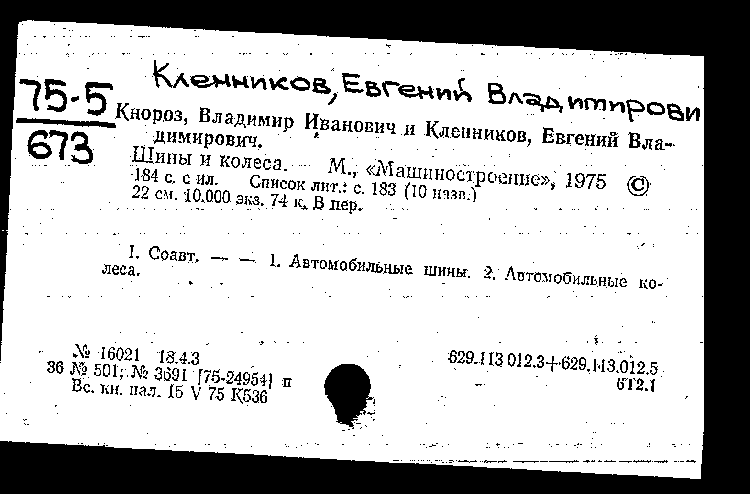 Кленников, Евгений Владимирови
75-5
673
Кнороз, Владимир Иванович и Кленников, Евгений Вла-
димирович.
Шины и колеса. М., «Машиностроение», 1975 ©
184 с. с ил. Список лит.: с. 183 (10 назв.)
22 см. 10.000 экз. 74 к. В пер.
I. Соавт. — — 1. Автомобильные шины. 2. Автомобильные ко-
леса.
№ 16021 18.4.3
36 № 501; № 3691 [75-24954] п
Вс. кн. пал. 15 V 75 К536
629.113 012.3+629.113.012.5
6Т2.1